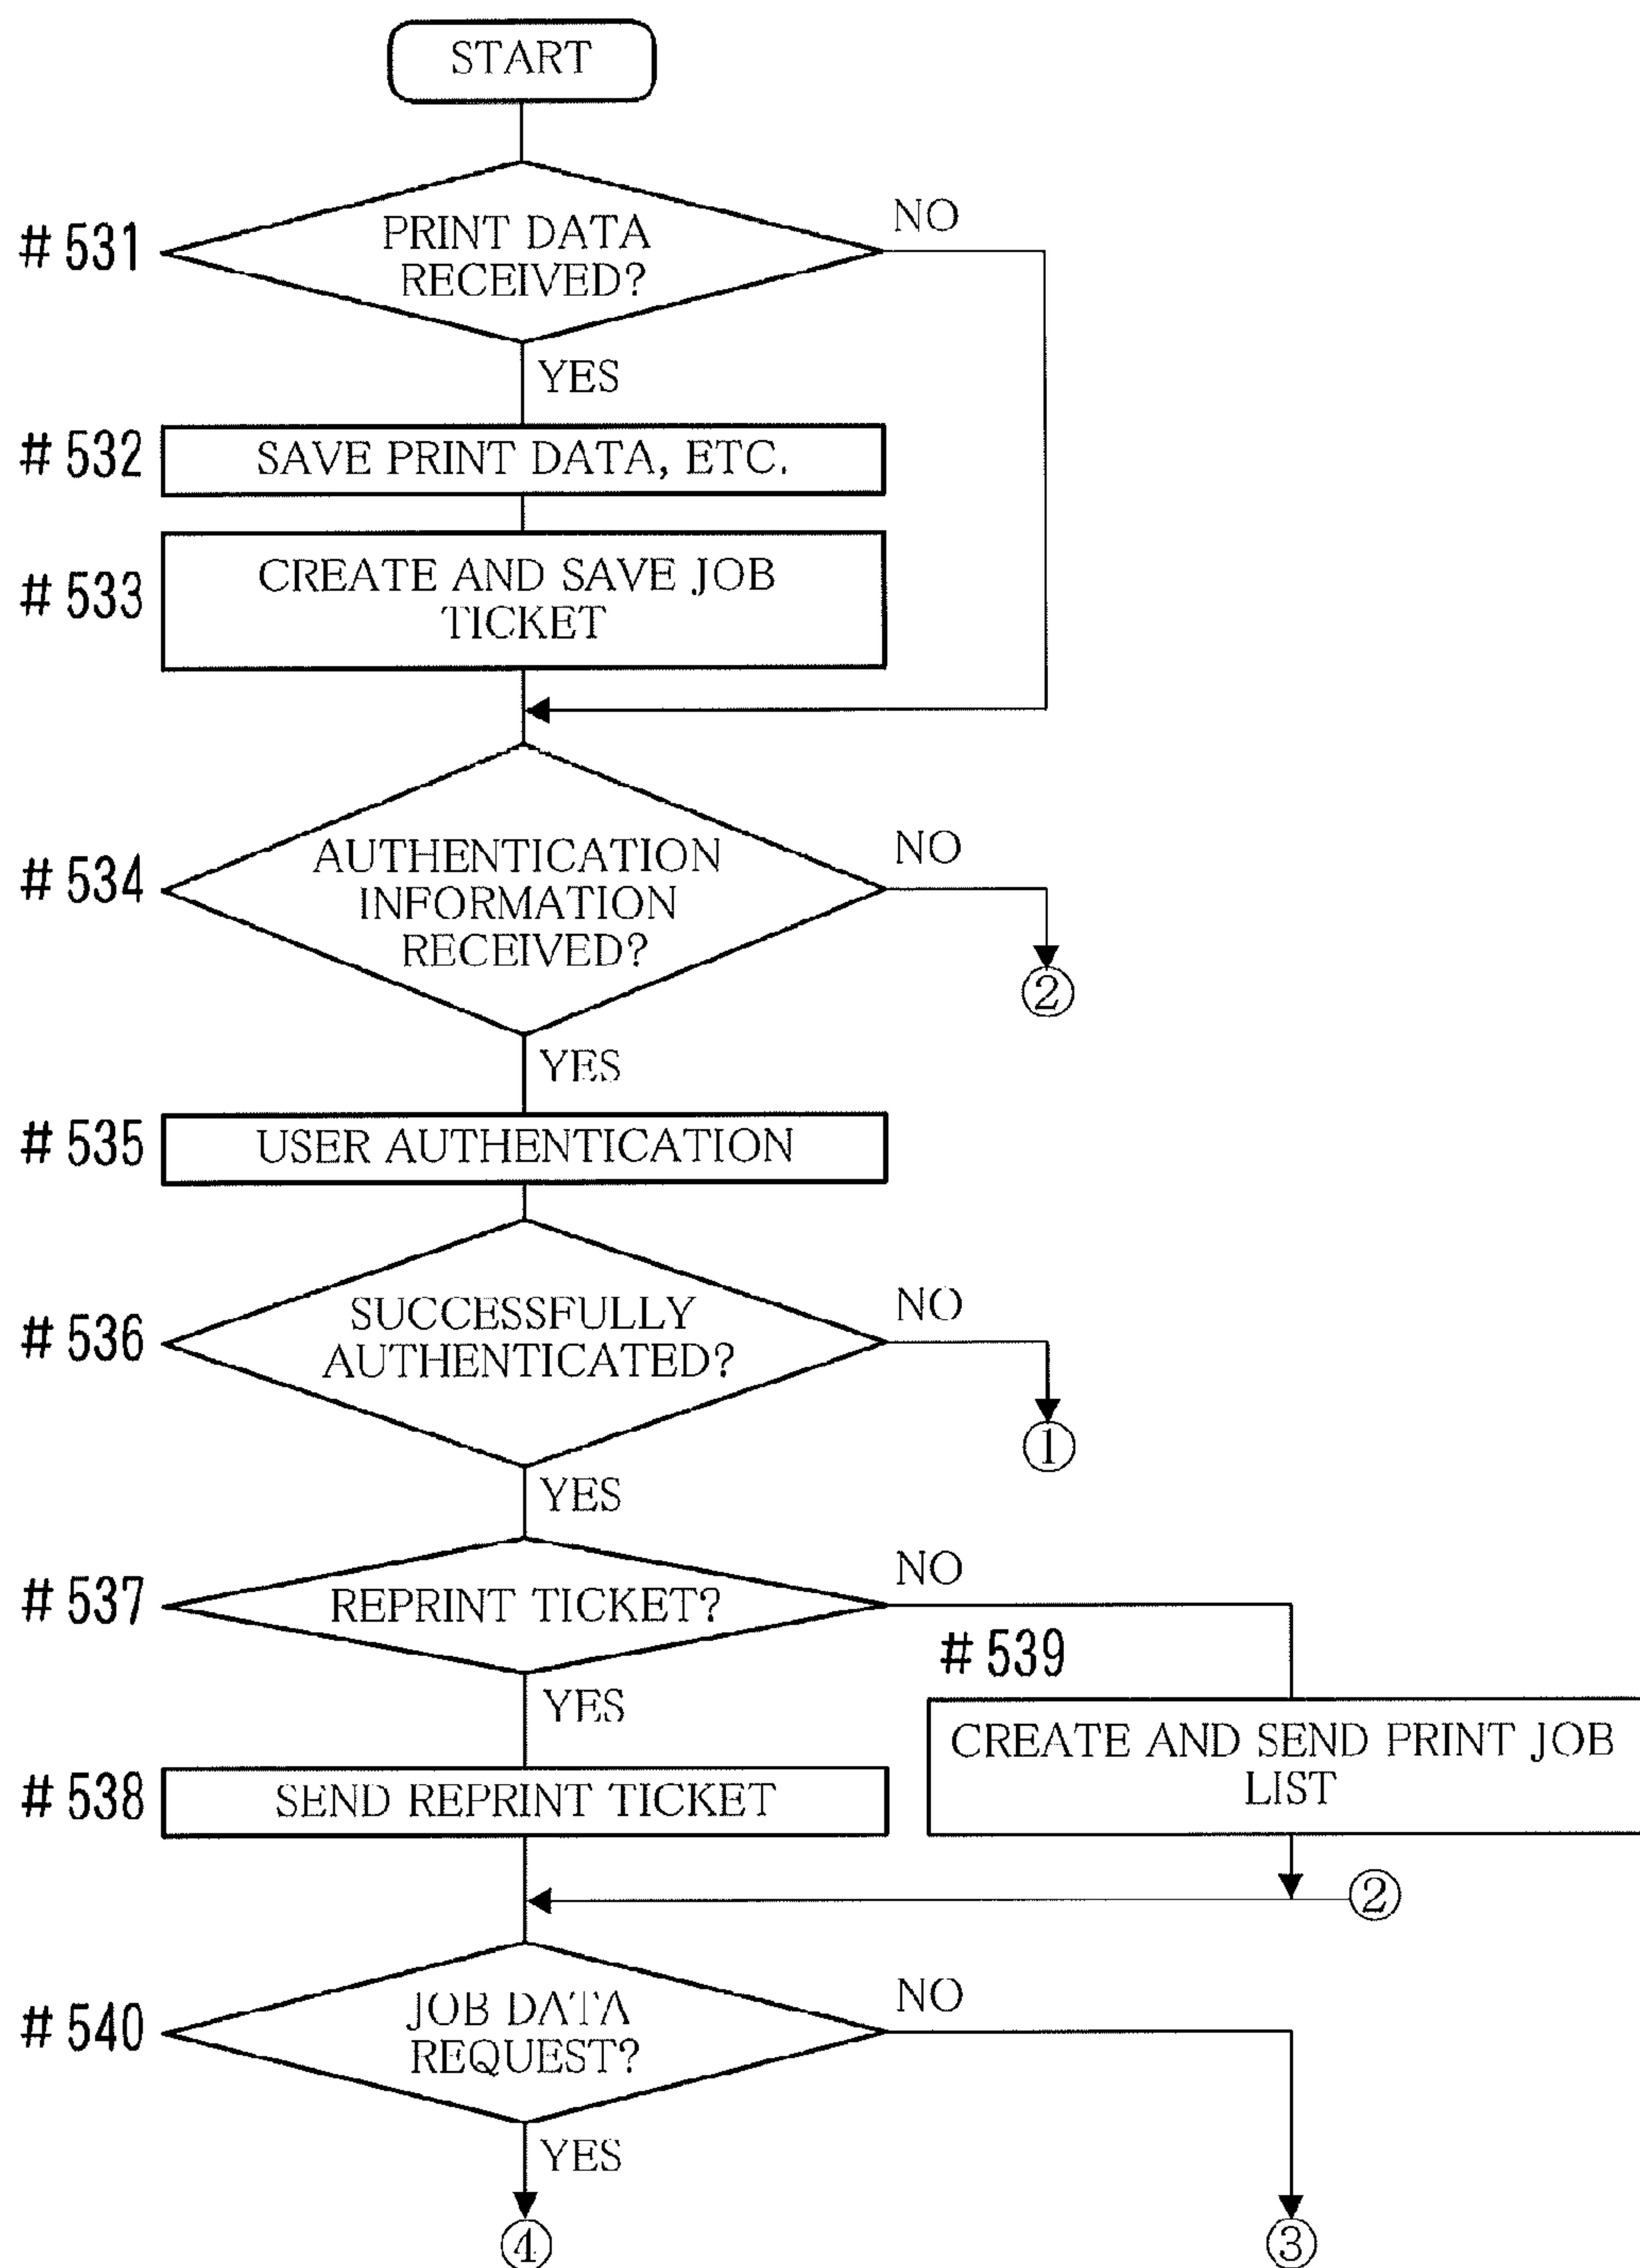 START
# 531
PRINT DATA
RECEIVED?
NO
YES
# 532
SAVE PRINT DATA, ETC.
# 533
CREATE AND SAVE JOB
TICKET
# 534
AUTHENTICATION
INFORMATION
RECEIVED?
NO
②
YES
# 535
USER AUTHENTICATION
# 536
SUCCESSFULLY
AUTHENTICATED?
NO
①
YES
# 537
REPRINT TICKET?
NO
YES
# 539
CREATE AND SEND PRINT JOB
LIST
# 538
SEND REPRINT TICKET
②
# 540
JOB DATA
REQUEST?
NO
YES
④
③